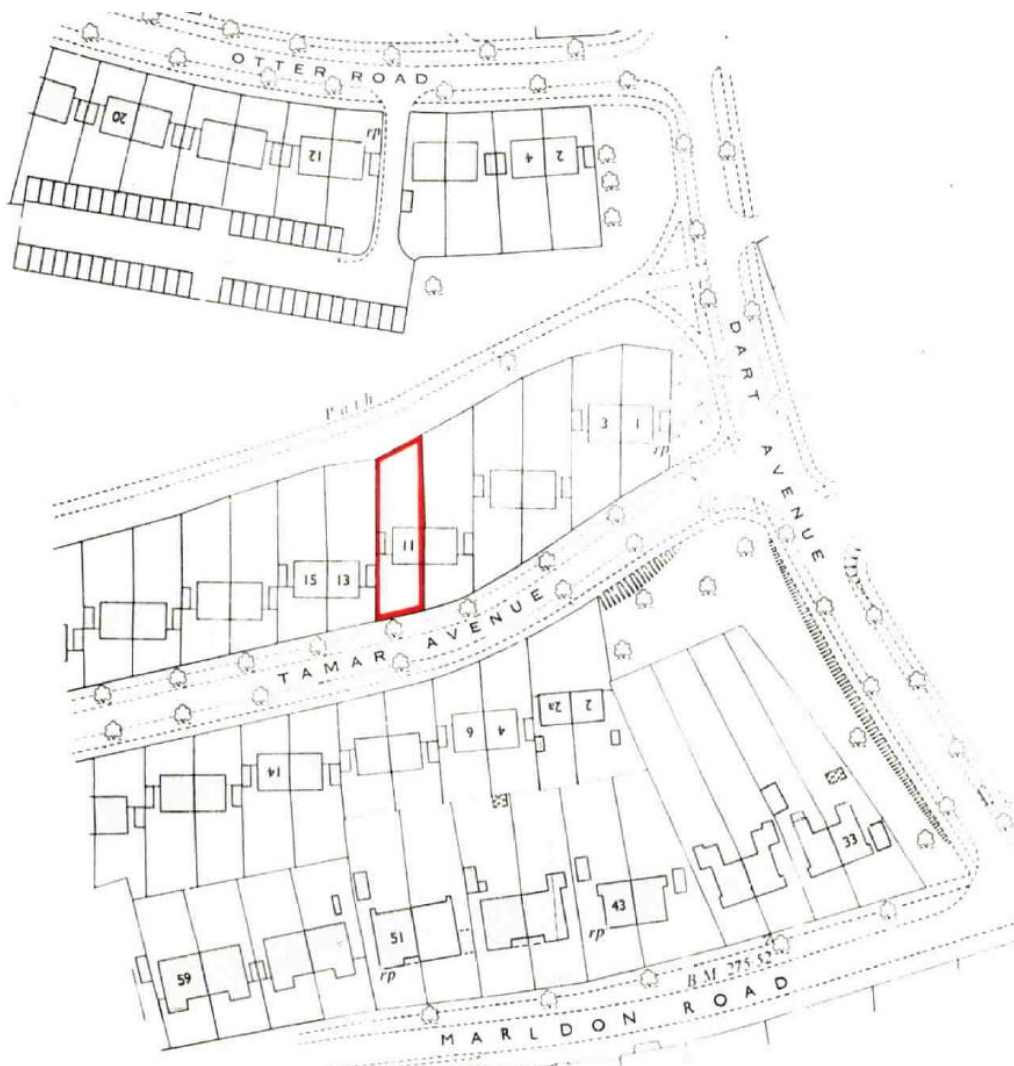 OTTER ROAD
20
12
rp
4
2
DART AVENUE
Path
3
1
rp
11
15
13
TAMAR AVENUE
2a
2
6
4
14
33
43
rp
51
rp
59
BM 275·52
MARLDON ROAD